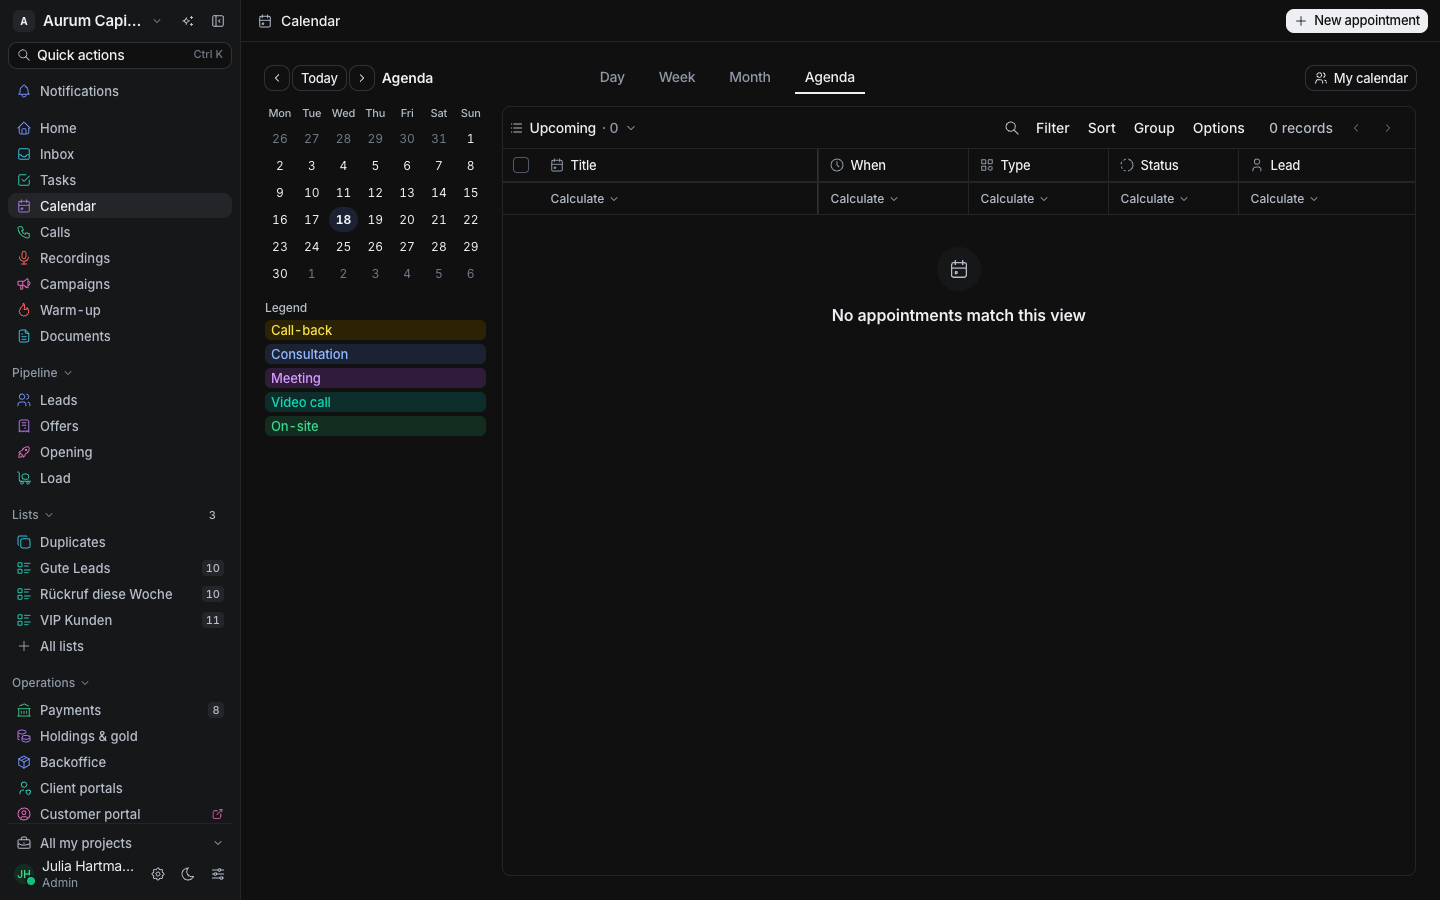 A Aurum Capi...
Quick actions Ctrl K
Notifications
Home
Inbox
Tasks
Calendar
Calls
Recordings
Campaigns
Warm-up
Documents
Pipeline
Leads
Offers
Opening
Load
Lists 3
Duplicates
Gute Leads 10
Rückruf diese Woche 10
VIP Kunden 11
All lists
Operations
Payments 8
Holdings & gold
Backoffice
Client portals
Customer portal
All my projects
JH Julia Hartma...
Admin
Calendar
New appointment
Today Agenda
Day Week Month Agenda
My calendar
Mon Tue Wed Thu Fri Sat Sun
26 27 28 29 30 31 1
2 3 4 5 6 7 8
9 10 11 12 13 14 15
16 17 18 19 20 21 22
23 24 25 26 27 28 29
30 1 2 3 4 5 6
Legend
Call-back
Consultation
Meeting
Video call
On-site
Upcoming · 0
Filter Sort Group Options 0 records
Title When Type Status Lead
Calculate Calculate Calculate Calculate Calculate
No appointments match this view